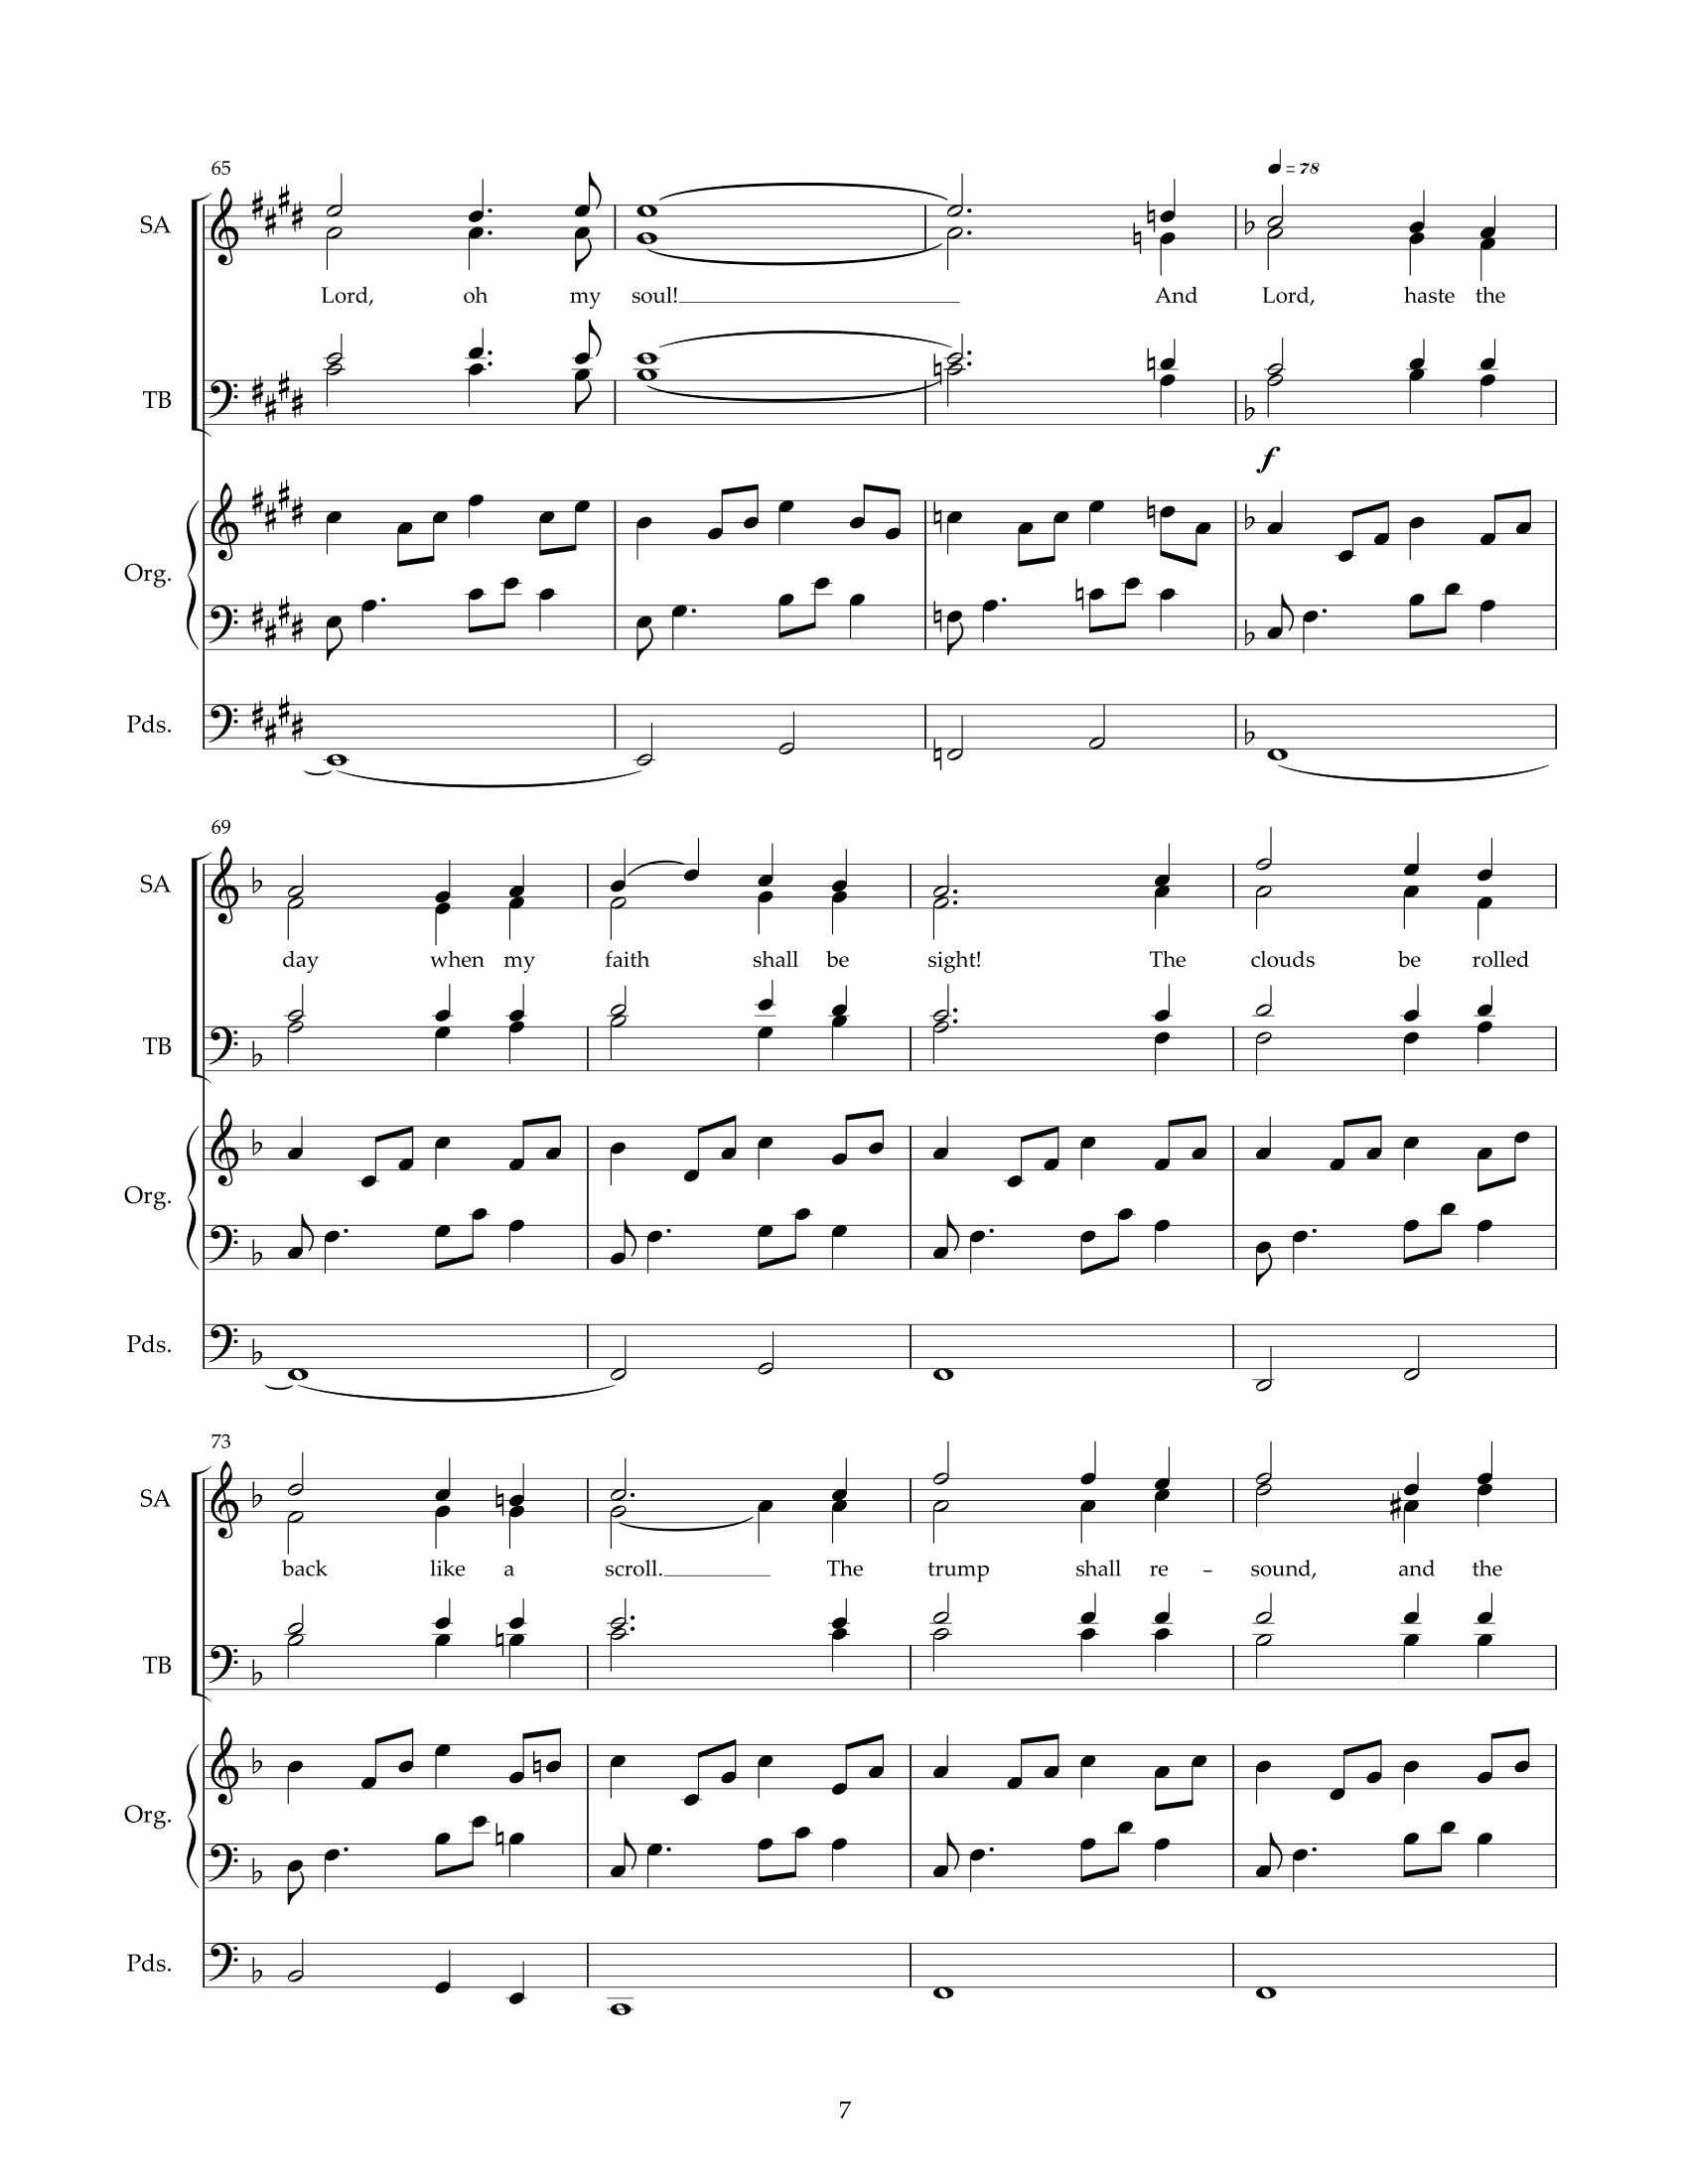 65
♩ = 78
SA
Lord, oh my soul! And Lord, haste the
TB
f
Org.
Pds.
69
SA
day when my faith shall be sight! The clouds be rolled
TB
Org.
Pds.
73
SA
back like a scroll. The trump shall re - sound, and the
TB
Org.
Pds.
7